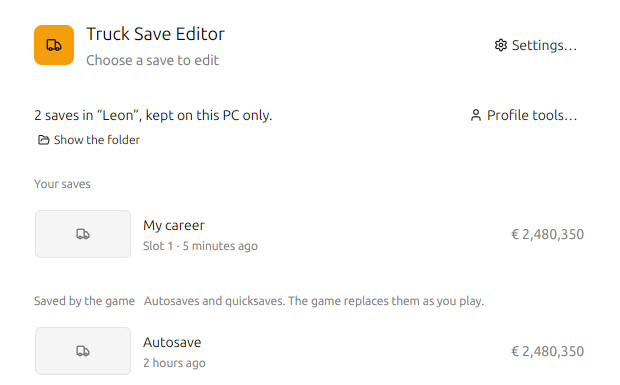 Truck Save Editor
Choose a save to edit
Settings...
2 saves in “Leon”, kept on this PC only.
Profile tools...
Show the folder
Your saves
My career
Slot 1 · 5 minutes ago
€ 2,480,350
Saved by the game Autosaves and quicksaves. The game replaces them as you play.
Autosave
2 hours ago
€ 2,480,350